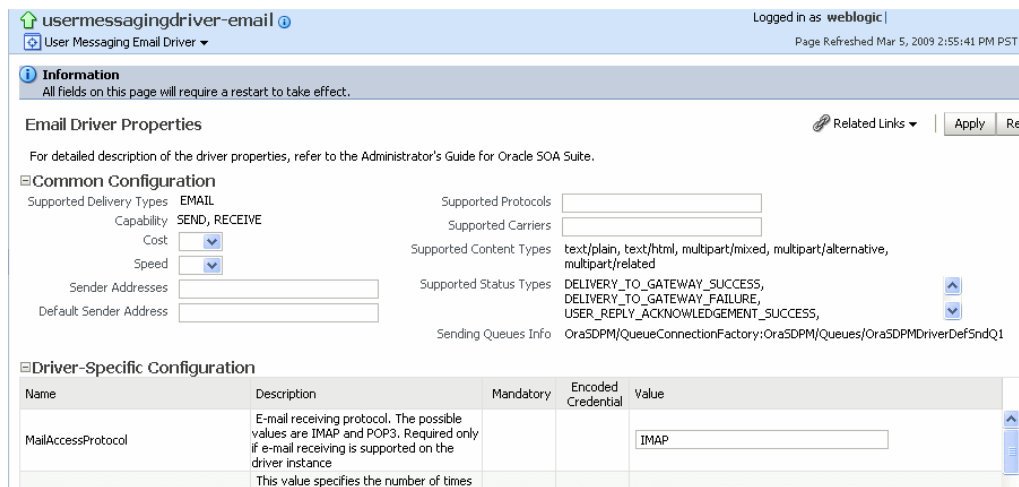 usermessagingdriver-email
Logged in as weblogic|
User Messaging Email Driver
Page Refreshed Mar 5, 2009 2:55:41 PM PST
Information
All fields on this page will require a restart to take effect.
Email Driver Properties
Related Links
Apply
Re
For detailed description of the driver properties, refer to the Administrator's Guide for Oracle SOA Suite.
Common Configuration
Supported Delivery Types EMAIL
Capability SEND, RECEIVE
Cost
Speed
Sender Addresses
Default Sender Address
Supported Protocols
Supported Carriers
Supported Content Types text/plain, text/html, multipart/mixed, multipart/alternative,
multipart/related
Supported Status Types DELIVERY_TO_GATEWAY_SUCCESS,
DELIVERY_TO_GATEWAY_FAILURE,
USER_REPLY_ACKNOWLEDGEMENT_SUCCESS,
Sending Queues Info OraSDPM/QueueConnectionFactory:OraSDPM/Queues/OraSDPMDriverDefSndQ1
Driver-Specific Configuration
Name Description Mandatory Encoded Credential Value
MailAccessProtocol
E-mail receiving protocol. The possible
values are IMAP and POP3. Required only
if e-mail receiving is supported on the
driver instance
IMAP
This value specifies the number of times